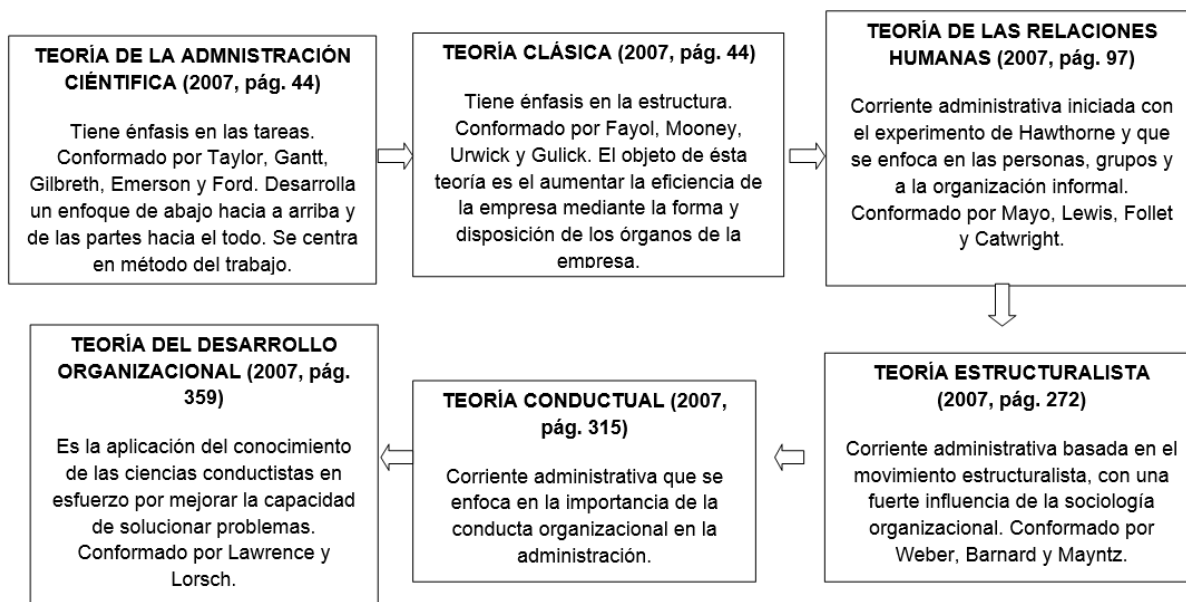 TEORÍA DE LA ADMNISTRACIÓN
CIÉNTIFICA (2007, pág. 44)
Tiene énfasis en las tareas.
Conformado por Taylor, Gantt,
Gilbreth, Emerson y Ford. Desarrolla
un enfoque de abajo hacia a arriba y
de las partes hacia el todo. Se centra
en método del trabajo.
TEORÍA CLÁSICA (2007, pág. 44)
Tiene énfasis en la estructura.
Conformado por Fayol, Mooney,
Urwick y Gulick. El objeto de ésta
teoría es el aumentar la eficiencia de
la empresa mediante la forma y
disposición de los órganos de la
empresa.
TEORÍA DE LAS RELACIONES
HUMANAS (2007, pág. 97)
Corriente administrativa iniciada con
el experimento de Hawthorne y que
se enfoca en las personas, grupos y
a la organización informal.
Conformado por Mayo, Lewis, Follet
y Catwright.
TEORÍA ESTRUCTURALISTA
(2007, pág. 272)
Corriente administrativa basada en el
movimiento estructuralista, con una
fuerte influencia de la sociología
organizacional. Conformado por
Weber, Barnard y Mayntz.
TEORÍA CONDUCTUAL (2007,
pág. 315)
Corriente administrativa que se
enfoca en la importancia de la
conducta organizacional en la
administración.
TEORÍA DEL DESARROLLO
ORGANIZACIONAL (2007, pág.
359)
Es la aplicación del conocimiento
de las ciencias conductistas en
esfuerzo por mejorar la capacidad
de solucionar problemas.
Conformado por Lawrence y
Lorsch.